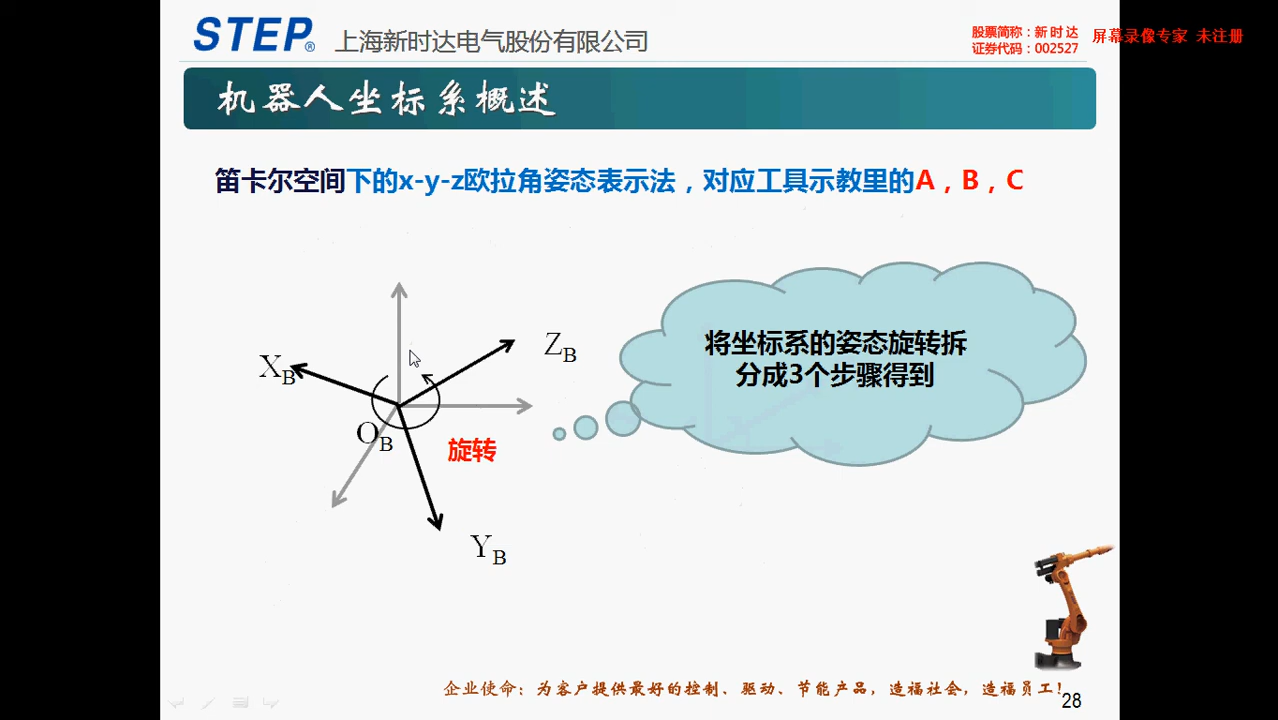 STEP® 上海新时达电气股份有限公司
股票简称：新时达
证券代码：002527
屏幕录像专家 未注册
机器人坐标系概述
笛卡尔空间下的x-y-z欧拉角姿态表示法，对应工具示教里的A，B，C
将坐标系的姿态旋转拆
分成3个步骤得到
Z_B
X_B
O_B
旋转
Y_B
企业使命：为客户提供最好的控制、驱动、节能产品，造福社会，造福员工！
28